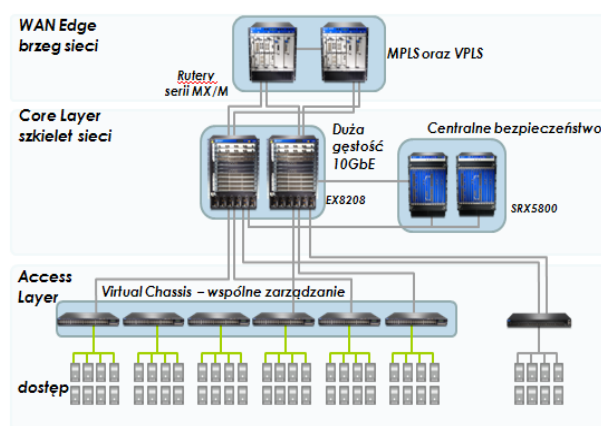 WAN Edge
brzeg sieci
MPLS oraz VPLS
Rutery
serii MX/M
Core Layer
szkielet sieci
Duża
gęstość
10GbE
Centralne bezpieczeństwo
EX8208
SRX5800
Access
Layer
Virtual Chassis – wspólne zarządzanie
dostęp